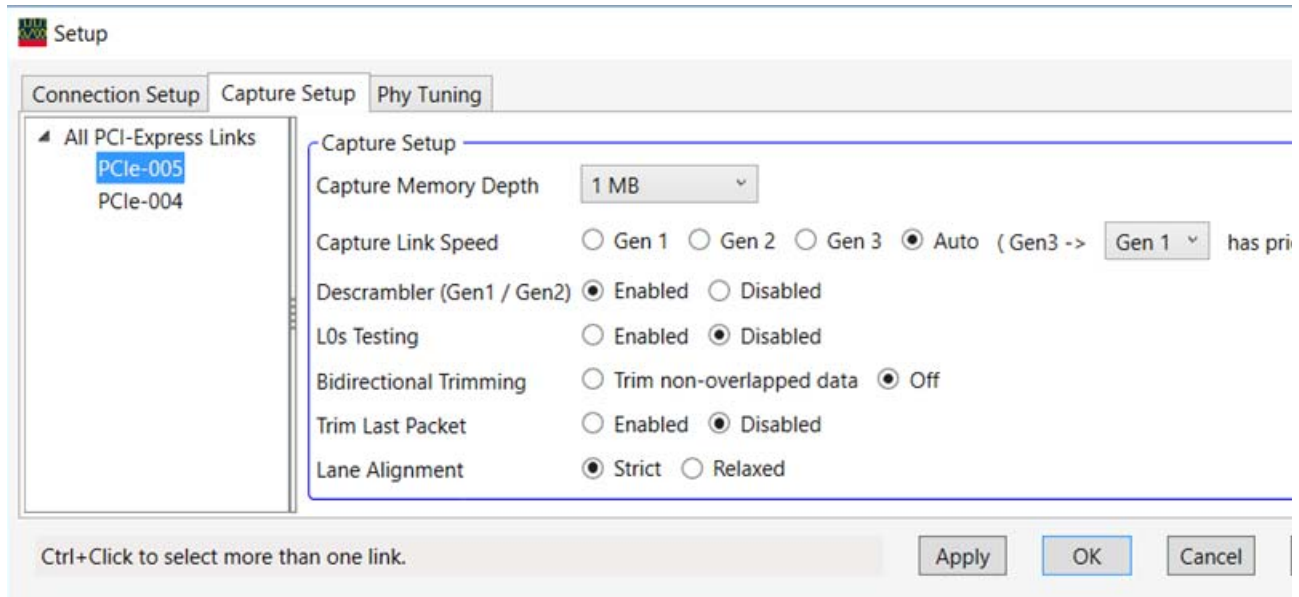 Setup
Connection Setup Capture Setup Phy Tuning
All PCI-Express Links
PCIe-005
PCIe-004
Capture Setup
Capture Memory Depth 1 MB
Capture Link Speed Gen 1 Gen 2 Gen 3 Auto ( Gen3 -> Gen 1 has pri
Descrambler (Gen1 / Gen2) Enabled Disabled
L0s Testing Enabled Disabled
Bidirectional Trimming Trim non-overlapped data Off
Trim Last Packet Enabled Disabled
Lane Alignment Strict Relaxed
Ctrl+Click to select more than one link.
Apply OK Cancel